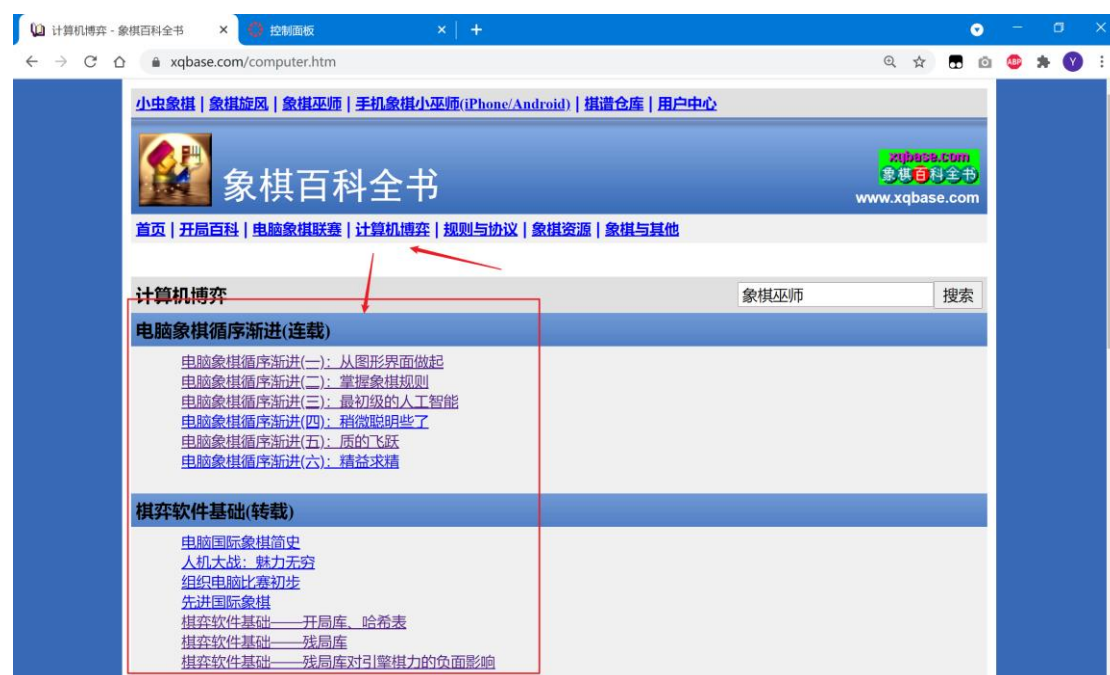 计算机博弈 - 象棋百科全书
控制面板
xqbase.com/computer.htm
ABP
Y
小虫象棋 | 象棋旋风 | 象棋巫师 | 手机象棋小巫师(iPhone/Android) | 棋谱仓库 | 用户中心
象棋百科全书
xqbase.com
象棋百科全书
www.xqbase.com
首页 | 开局百科 | 电脑象棋联赛 | 计算机博弈 | 规则与协议 | 象棋资源 | 象棋与其他
计算机博弈
象棋巫师 搜索
电脑象棋循序渐进(连载)
电脑象棋循序渐进(一)：从图形界面做起
电脑象棋循序渐进(二)：掌握象棋规则
电脑象棋循序渐进(三)：最初级的人工智能
电脑象棋循序渐进(四)：稍微聪明些了
电脑象棋循序渐进(五)：质的飞跃
电脑象棋循序渐进(六)：精益求精
棋弈软件基础(转载)
电脑国际象棋简史
人机大战：魅力无穷
组织电脑比赛初步
先进国际象棋
棋弈软件基础——开局库、哈希表
棋弈软件基础——残局库
棋弈软件基础——残局库对引擎棋力的负面影响